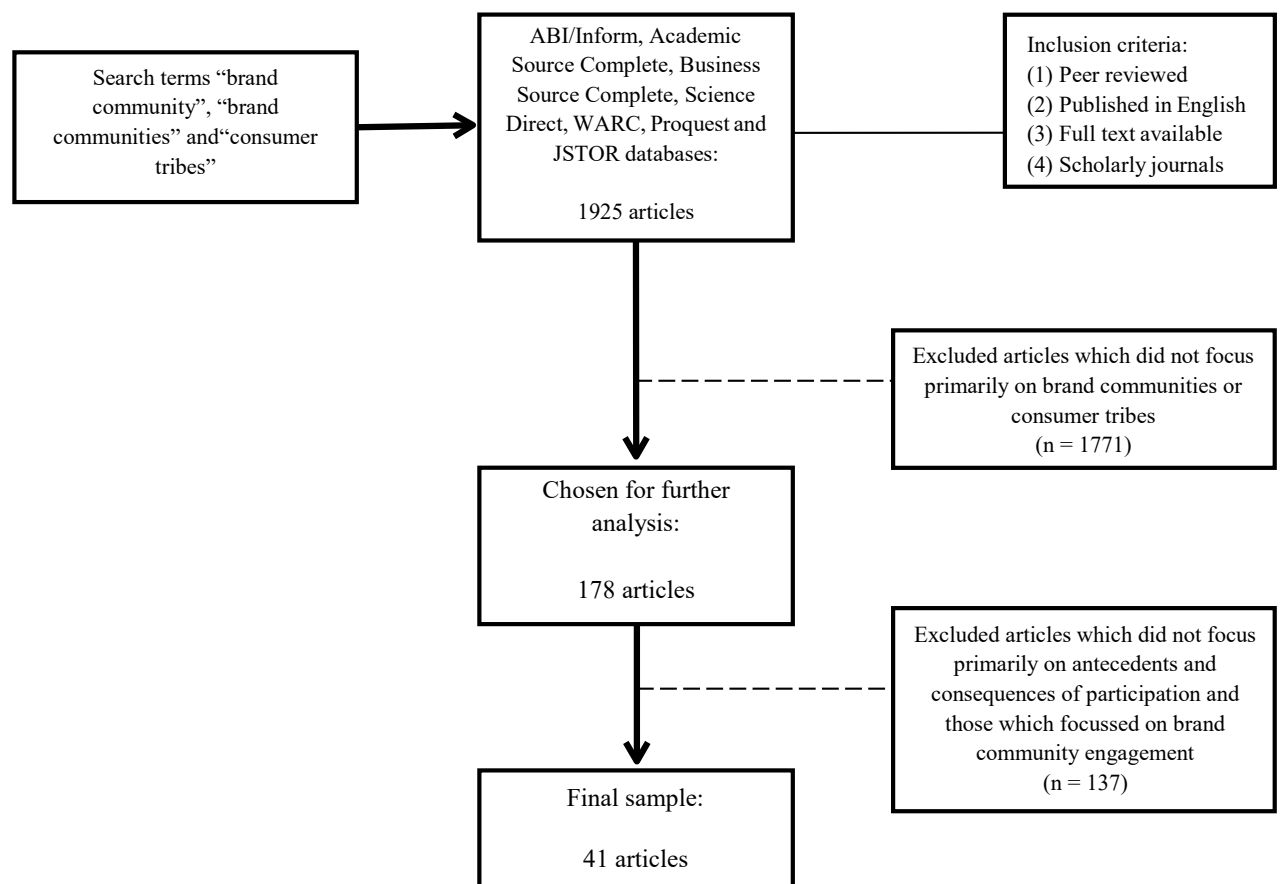 Search terms “brand
community”, “brand
communities” and“consumer
tribes”
ABI/Inform, Academic
Source Complete, Business
Source Complete, Science
Direct, WARC, Proquest and
JSTOR databases:
1925 articles
Inclusion criteria:
(1) Peer reviewed
(2) Published in English
(3) Full text available
(4) Scholarly journals
Excluded articles which did not focus
primarily on brand communities or
consumer tribes
(n = 1771)
Chosen for further
analysis:
178 articles
Excluded articles which did not focus
primarily on antecedents and
consequences of participation and
those which focussed on brand
community engagement
(n = 137)
Final sample:
41 articles